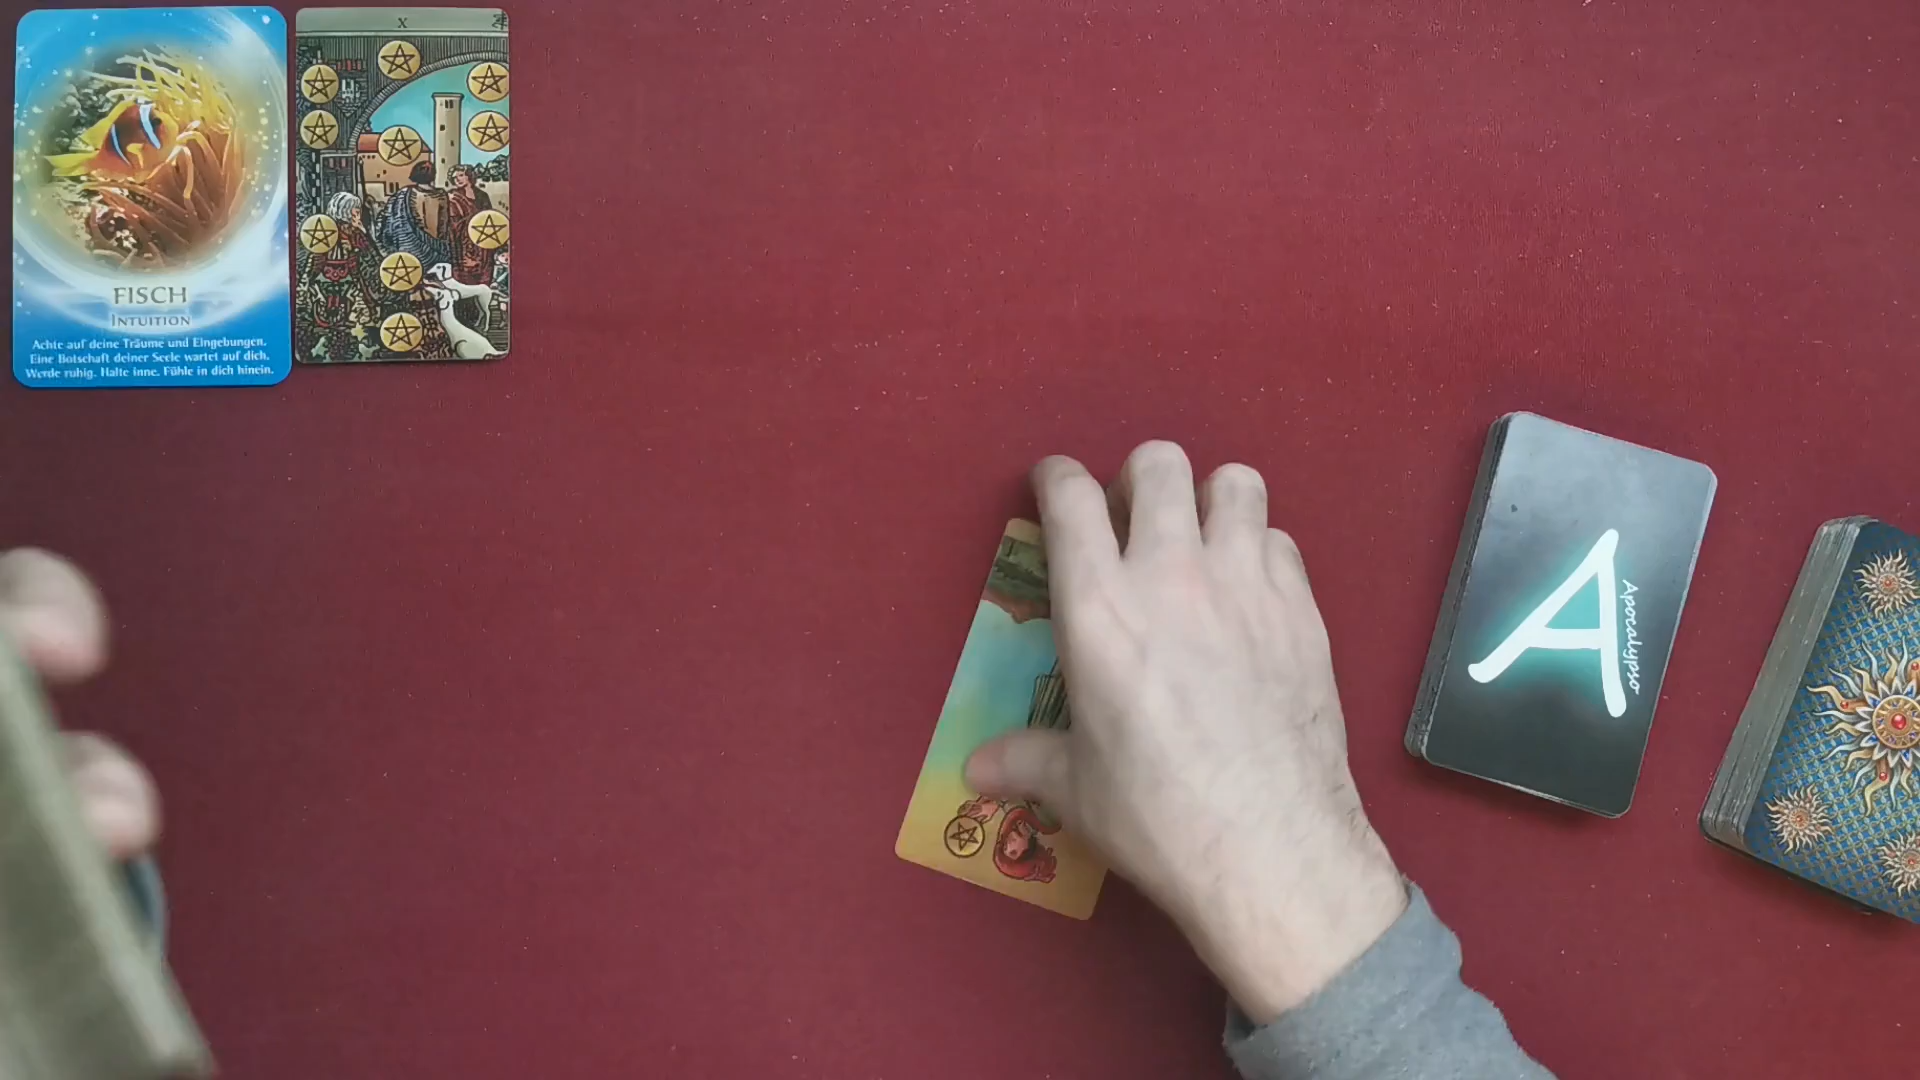 X
FISCH
INTUITION
Achte auf deine Träume und Eingebungen.
Eine Botschaft deiner Seele wartet auf dich.
Werde ruhig. Halte inne. Fühle in dich hinein.
A
Apocalypso